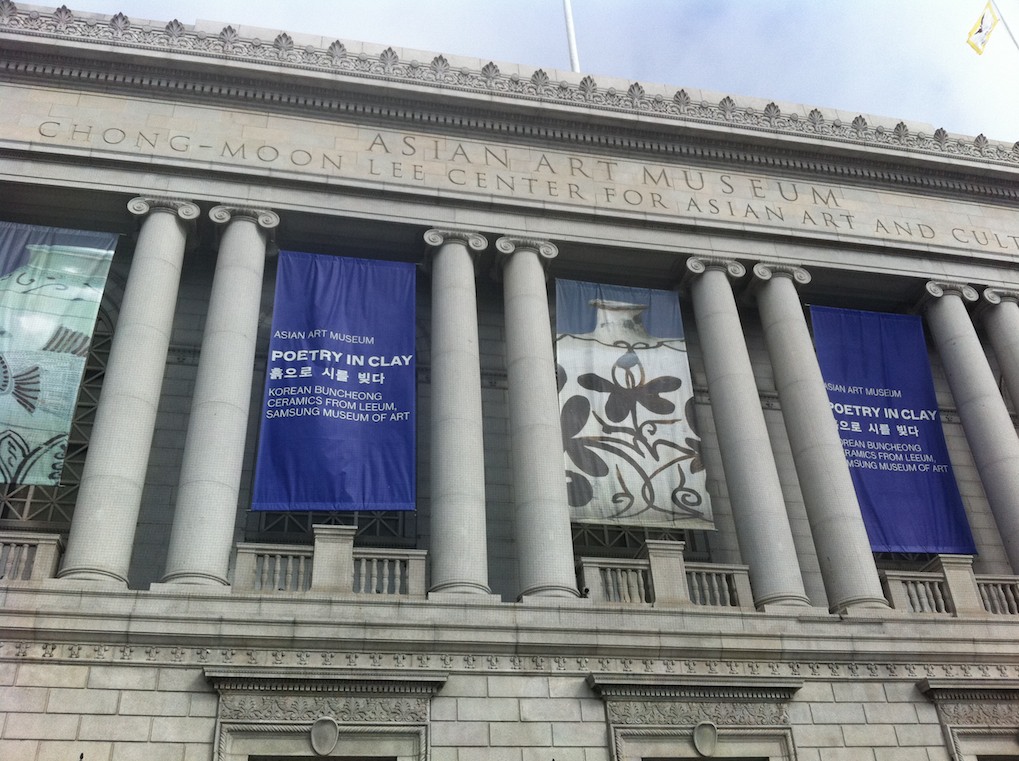 ASIAN ART MUSEUM
CHONG-MOON LEE CENTER FOR ASIAN ART AND CULT
ASIAN ART MUSEUM
POETRY IN CLAY
흙으로 시를 빚다
KOREAN BUNCHEONG
CERAMICS FROM LEEUM,
SAMSUNG MUSEUM OF ART
ASIAN ART MUSEUM
POETRY IN CLAY
으로 시를 빚다
OREAN BUNCHEONG
ERAMICS FROM LEEUM,
MSUNG MUSEUM OF ART